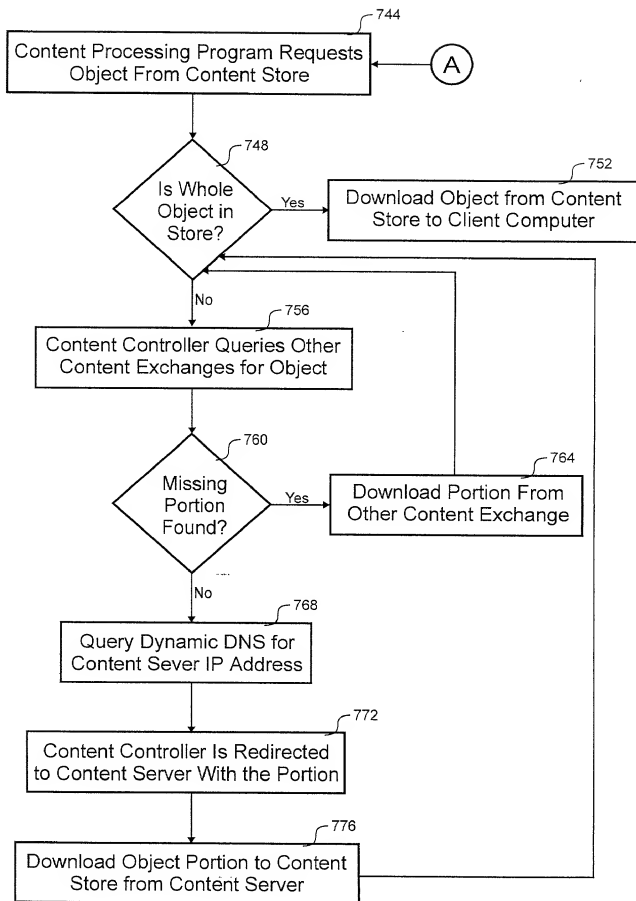 744
Content Processing Program Requests
Object From Content Store
A
748
Is Whole
Object in
Store?
Yes
752
Download Object from Content
Store to Client Computer
No
756
Content Controller Queries Other
Content Exchanges for Object
760
Missing
Portion
Found?
Yes
764
Download Portion From
Other Content Exchange
No
768
Query Dynamic DNS for
Content Sever IP Address
772
Content Controller Is Redirected
to Content Server With the Portion
776
Download Object Portion to Content
Store from Content Server